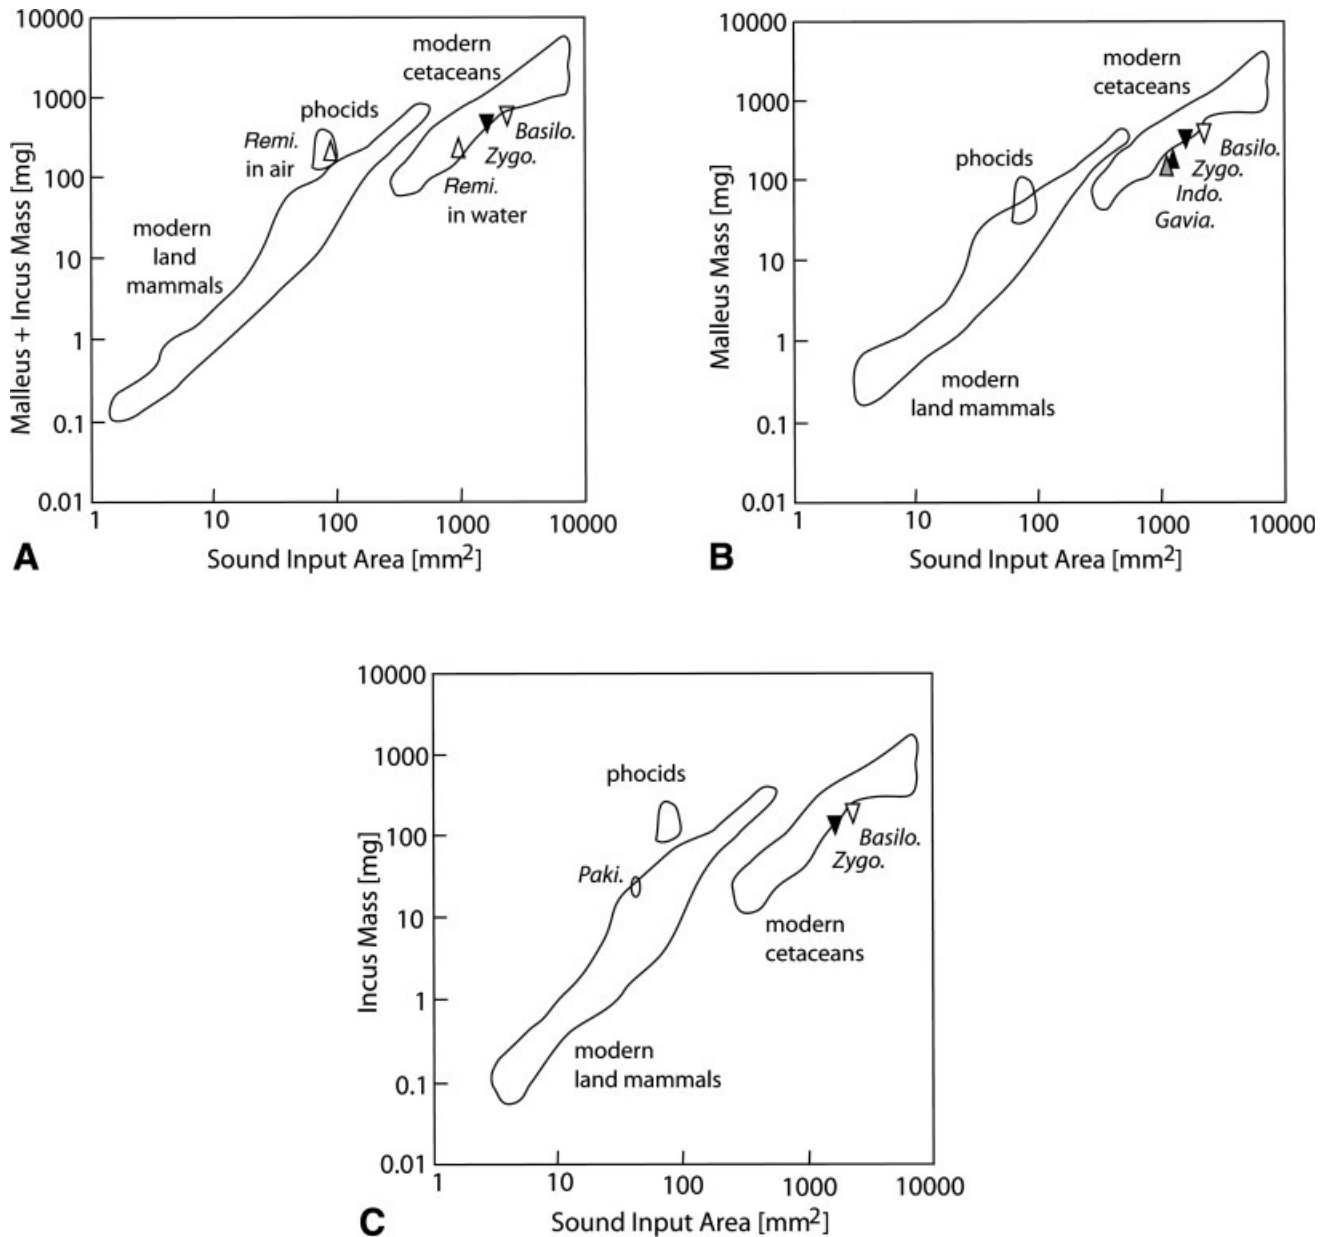 10000
1000
100
10
1
0.1
0.01
Malleus + Incus Mass [mg]
modern
cetaceans
phocids
Remi.
in air
Basilo.
Zygo.
Remi.
in water
modern
land
mammals
1 10 100 1000 10000
Sound Input Area [mm2]
A
10000
1000
100
10
1
0.1
0.01
Malleus Mass [mg]
modern
cetaceans
phocids
Basilo.
Zygo.
Indo.
Gavia.
modern
land mammals
1 10 100 1000 10000
Sound Input Area [mm2]
B
10000
1000
100
10
1
0.1
0.01
Incus Mass [mg]
phocids
Paki.
Basilo.
Zygo.
modern
cetaceans
modern
land mammals
1 10 100 1000 10000
Sound Input Area [mm2]
C